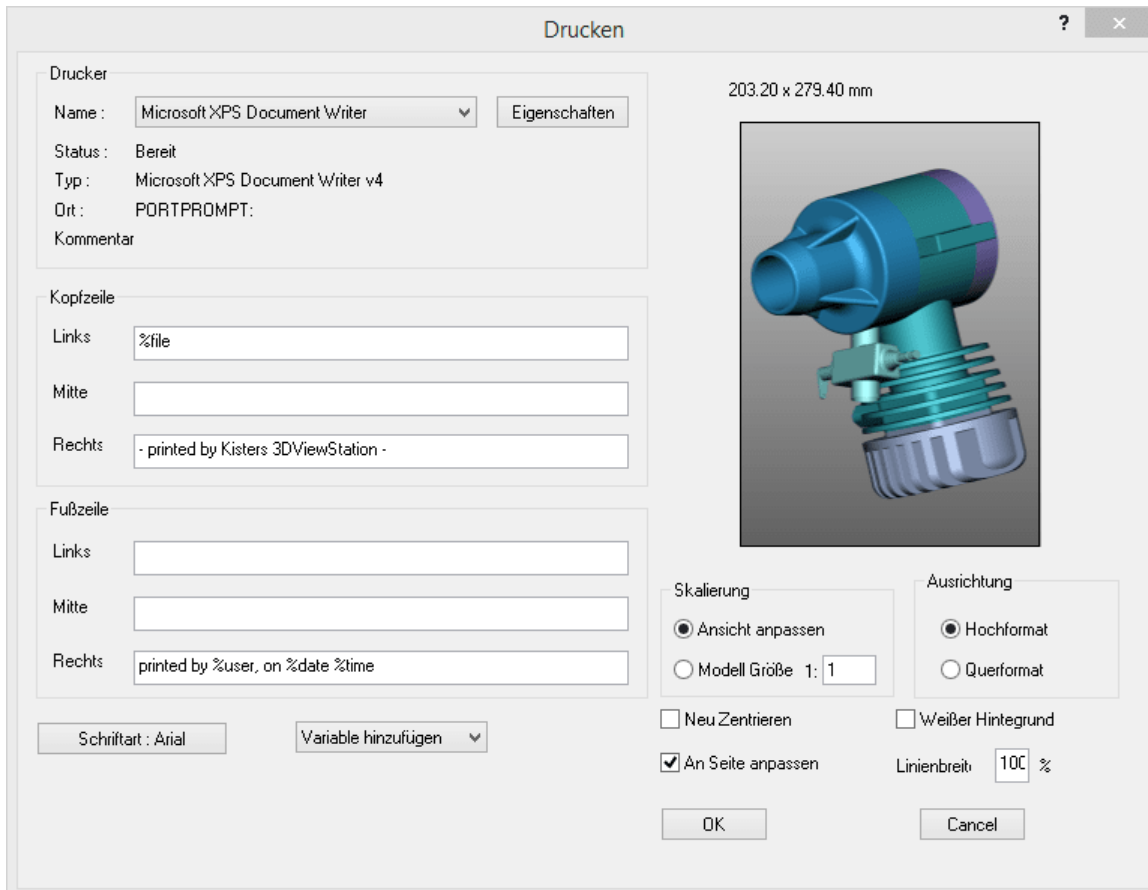 Drucken
?
Drucker
Name :
Microsoft XPS Document Writer
Eigenschaften
Status :
Bereit
Typ :
Microsoft XPS Document Writer v4
Ort :
PORTPROMPT:
Kommentar
Kopfzeile
Links
%file
Mitte
Rechts
- printed by Kisters 3DViewStation -
Fußzeile
Links
Mitte
Rechts
printed by %user, on %date %time
Schriftart : Arial
Variable hinzufügen
203.20 x 279.40 mm
Skalierung
Ansicht anpassen
Modell Größe 1: 1
Ausrichtung
Hochformat
Querformat
Neu Zentrieren
Weißer Hintegrund
An Seite anpassen
Linienbreite 100 %
OK
Cancel